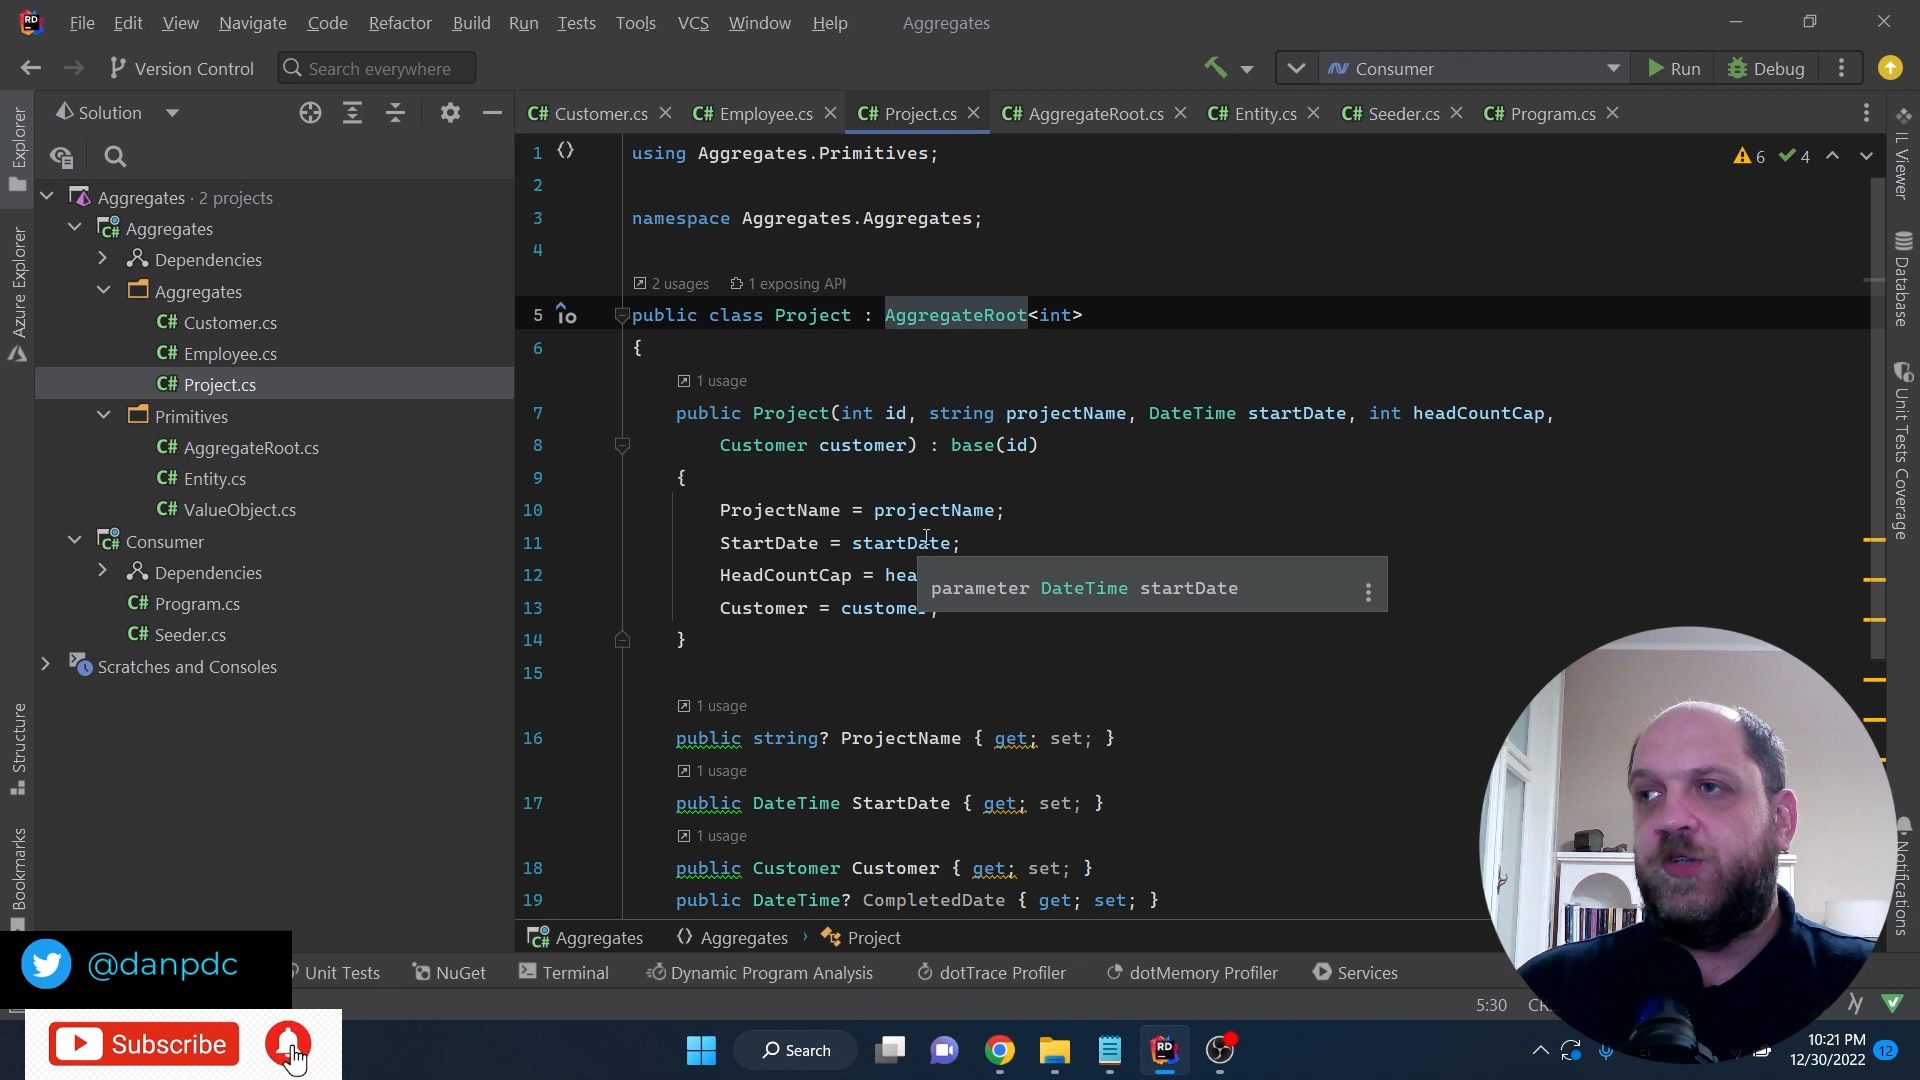 File Edit View Navigate Code Refactor Build Run Tests Tools VCS Window Help Aggregates
Version Control Search everywhere Consumer Run Debug
Solution
Customer.cs Employee.cs Project.cs AggregateRoot.cs Entity.cs Seeder.cs Program.cs
Explorer
Azure Explorer
Structure
Bookmarks
Aggregates · 2 projects
Aggregates
Dependencies
Aggregates
C# Customer.cs
C# Employee.cs
C# Project.cs
Primitives
C# AggregateRoot.cs
C# Entity.cs
C# ValueObject.cs
Consumer
Dependencies
C# Program.cs
C# Seeder.cs
Scratches and Consoles
6 4
1 using Aggregates.Primitives;
2
3 namespace Aggregates.Aggregates;
4
2 usages 1 exposing API
5 public class Project : AggregateRoot<int>
6 {
1 usage
7 public Project(int id, string projectName, DateTime startDate, int headCountCap,
8 Customer customer) : base(id)
9 {
10 ProjectName = projectName;
11 StartDate = startDate;
12 HeadCountCap = hea
parameter DateTime startDate
13 Customer = customer;
14 }
15
1 usage
16 public string? ProjectName { get; set; }
1 usage
17 public DateTime StartDate { get; set; }
1 usage
18 public Customer Customer { get; set; }
19 public DateTime? CompletedDate { get; set; }
IL Viewer
Database
Unit Tests Coverage
Notifications
Aggregates Aggregates › Project
Unit Tests NuGet Terminal Dynamic Program Analysis dotTrace Profiler dotMemory Profiler Services
5:30
@danpdc
Subscribe
Search
10:21 PM
12/30/2022
12